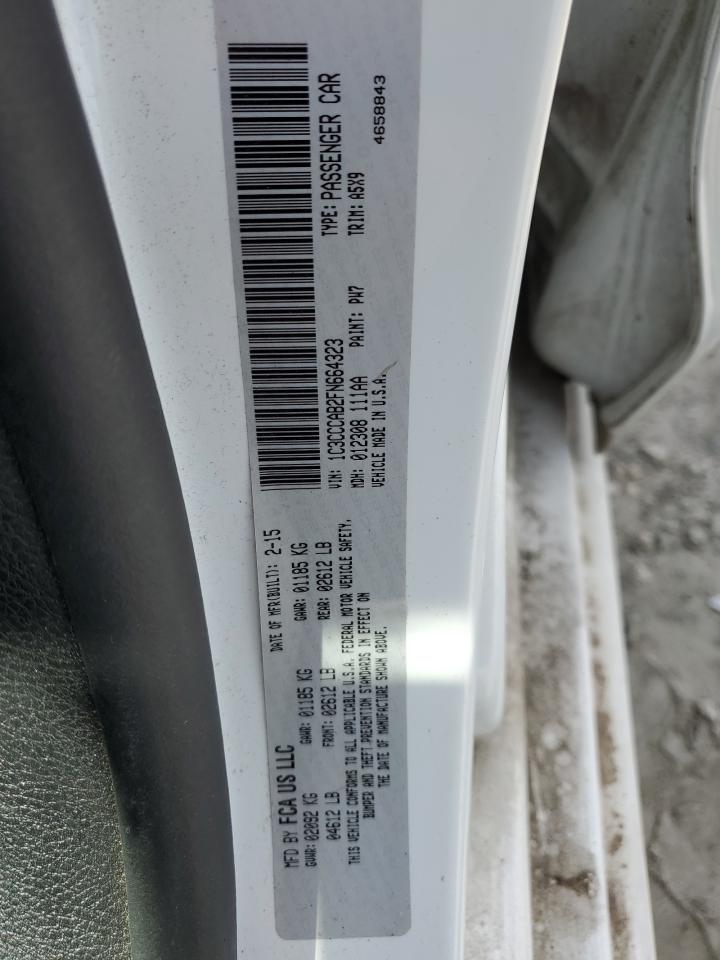 MFD BY FCA US LLC
DATE OF MFR(BUILT): 2-15
GVWR: 02092 KG
GAWR: 01185 KG
GAWR: 01185 KG
04612 LB
FRONT: 02612 LB
REAR: 02612 LB
THIS VEHICLE CONFORMS TO ALL APPLICABLE U.S.A. FEDERAL MOTOR VEHICLE SAFETY,
BUMPER AND THEFT PREVENTION STANDARDS IN EFFECT ON
THE DATE OF MANUFACTURE SHOWN ABOVE.
VIN: 1C3CCCAB2FN664323
TYPE: PASSENGER CAR
MDH: 012308 111AA
PAINT: PW7
TRIM: A5X9
VEHICLE MADE IN U.S.A.
4658843